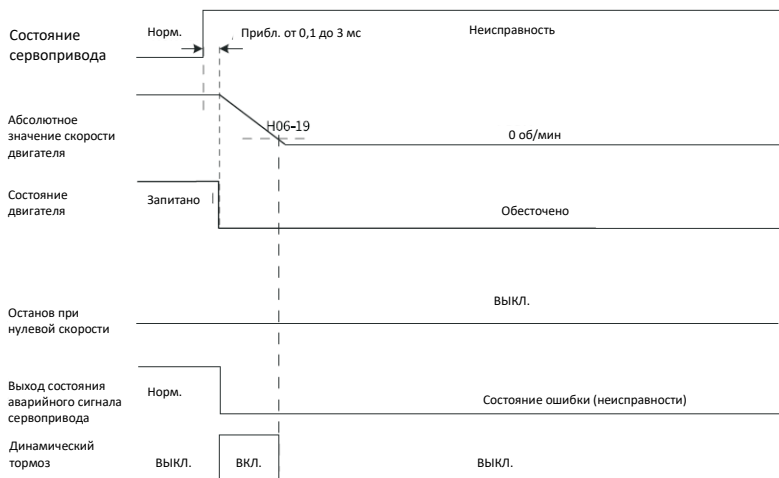 Состояние
сервопривода
Норм.
Прибл. от 0,1 до 3 мс
Неисправность
Абсолютное
значение скорости
двигателя
H06-19
0 об/мин
Состояние
двигателя
Запитано
Обесточено
Останов при
нулевой скорости
ВЫКЛ.
Выход состояния
аварийного сигнала
сервопривода
Норм.
Состояние ошибки (неисправности)
Динамический
тормоз
ВЫКЛ.
ВКЛ.
ВЫКЛ.